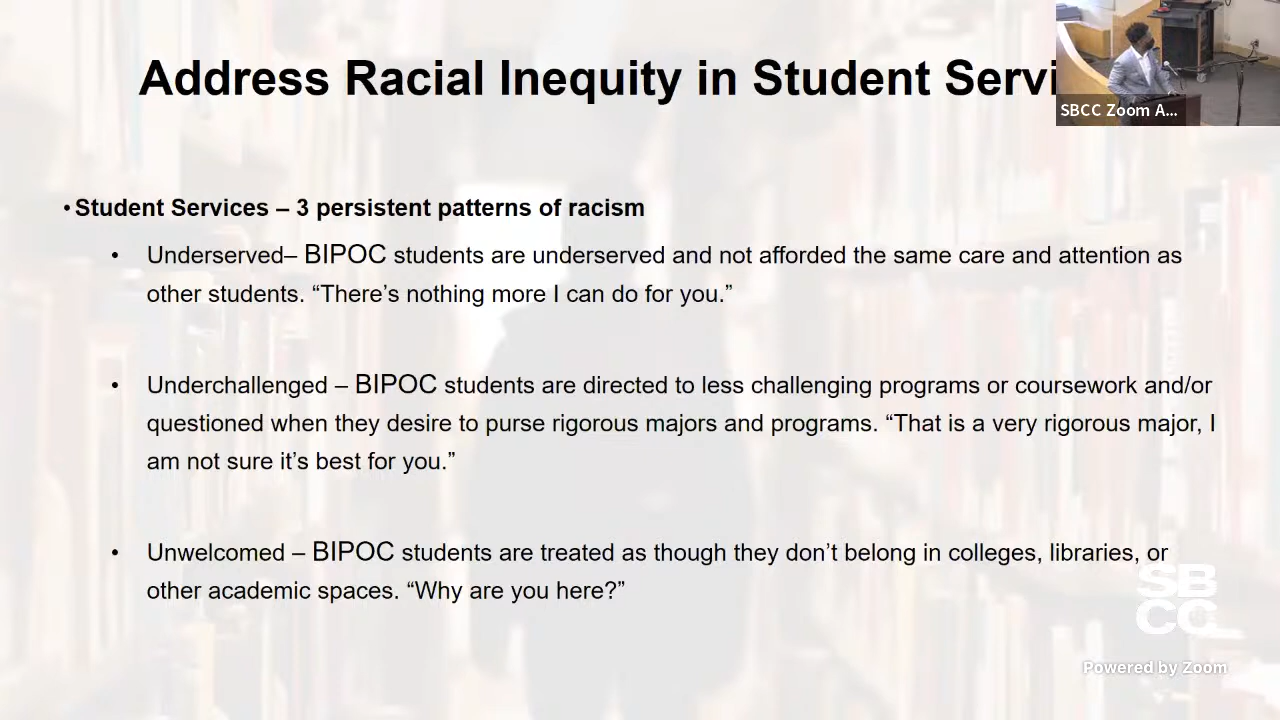 Address Racial Inequity in Student Servi
SBCC Zoom A...
• Student Services – 3 persistent patterns of racism
• Underserved– BIPOC students are underserved and not afforded the same care and attention as
other students. “There’s nothing more I can do for you.”
• Underchallenged – BIPOC students are directed to less challenging programs or coursework and/or
questioned when they desire to purse rigorous majors and programs. “That is a very rigorous major, I
am not sure it’s best for you.”
• Unwelcomed – BIPOC students are treated as though they don’t belong in colleges, libraries, or
other academic spaces. “Why are you here?”
SB
CC
Powered by Zoom